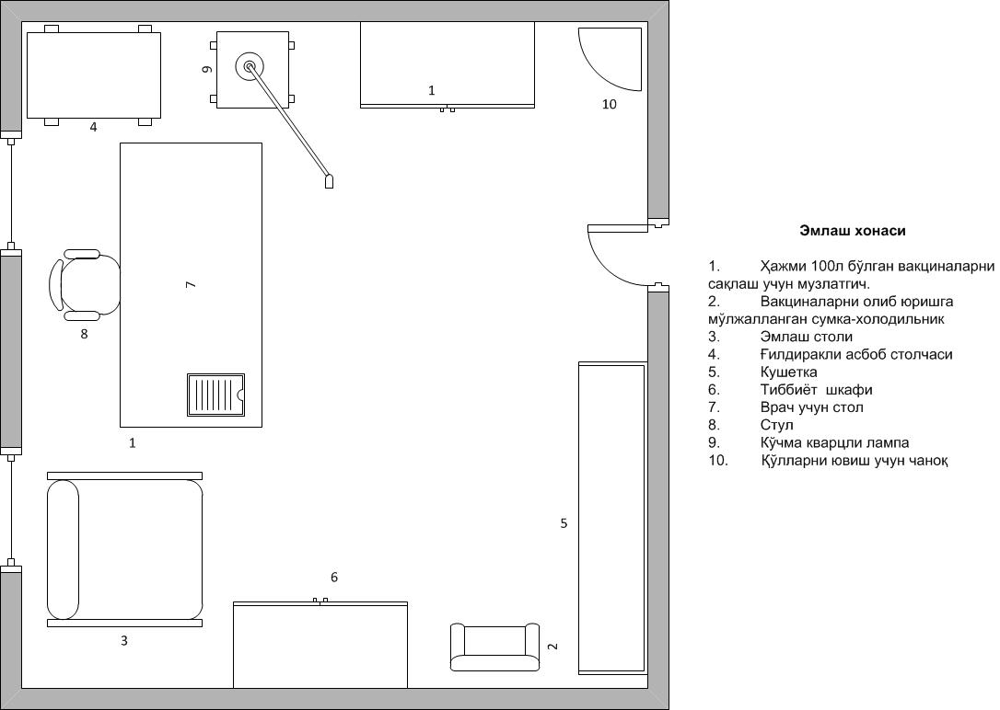 9
1
10
4
7
8
1
5
6
3
2
Эмлаш хонаси
1. Ҳажми 100л бўлган вакциналарни
сақлаш учун музлатгич.
2. Вакциналарни олиб юришга
мўлжалланган сумка-холодильник
3. Эмлаш столи
4. Ғилдиракли асбоб столчаси
5. Кушетка
6. Тиббиёт шкафи
7. Врач учун стол
8. Стул
9. Кўчма кварцли лампа
10. Қўлларни ювиш учун чаноқ